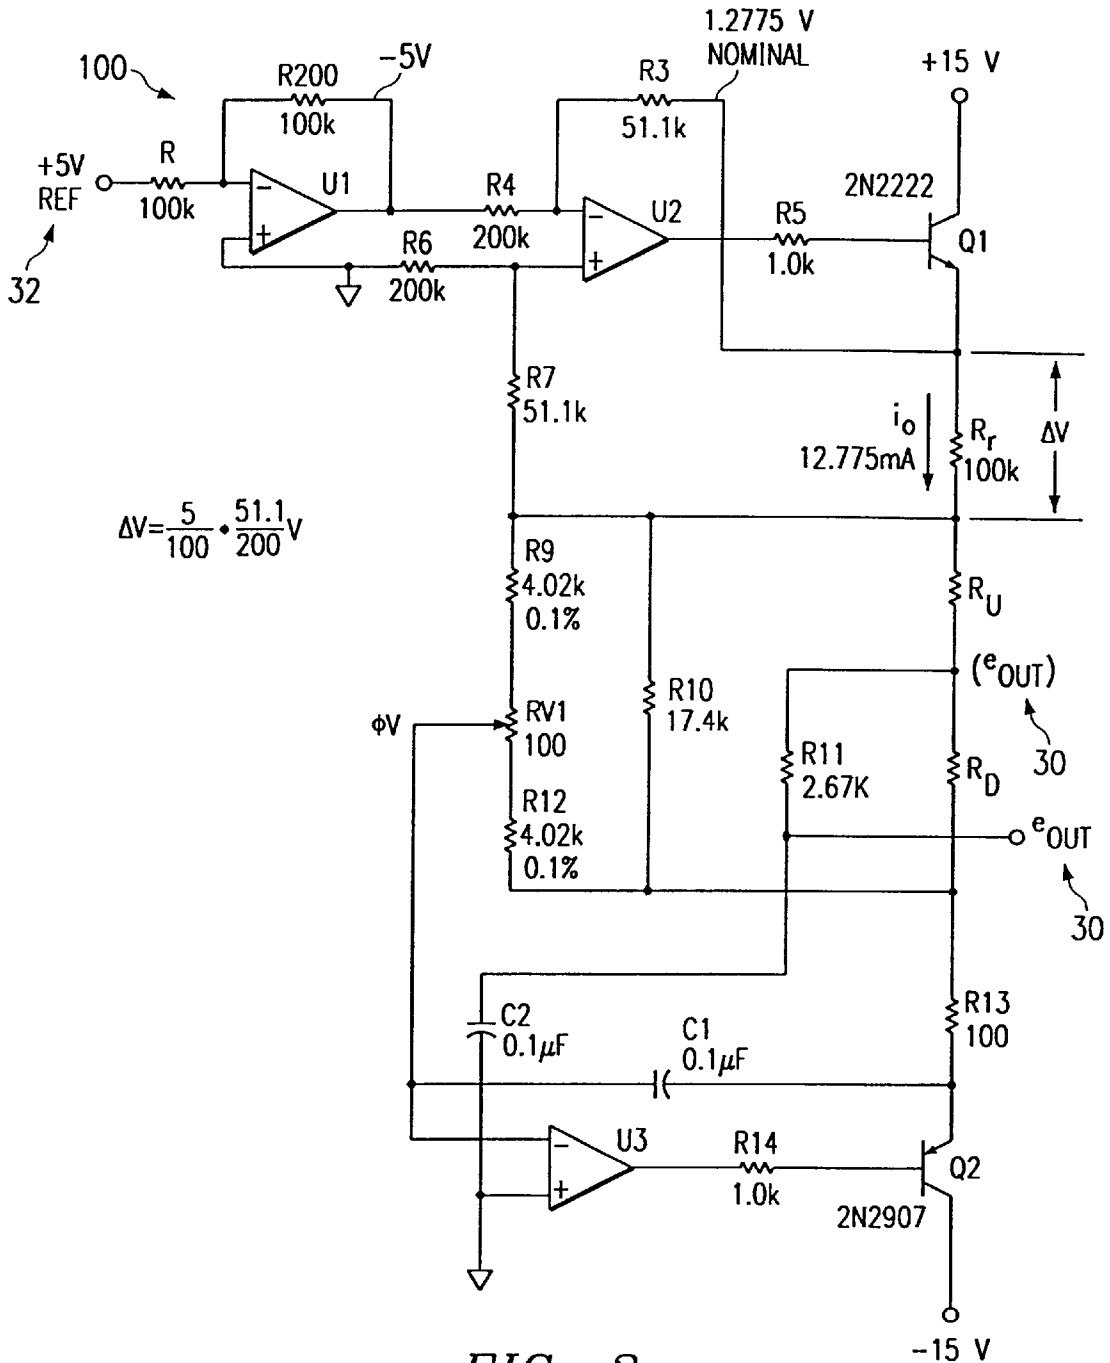 100
R200
100k
-5V
1.2775 V
NOMINAL
R3
51.1k
+15 V
+5V
REF
R
100k
32
U1
R4
200k
R6
200k
U2
R5
1.0k
2N2222
Q1
R7
51.1k
i₀
12.775mA
Rr
100k
ΔV
ΔV=5/100 • 51.1/200 V
R9
4.02k
0.1%
RU
(eOUT)
30
ϕV
RV1
100
R10
17.4k
R11
2.67K
RD
R12
4.02k
0.1%
eOUT
30
R13
100
C2
0.1μF
C1
0.1μF
U3
R14
1.0k
Q2
2N2907
-15 V